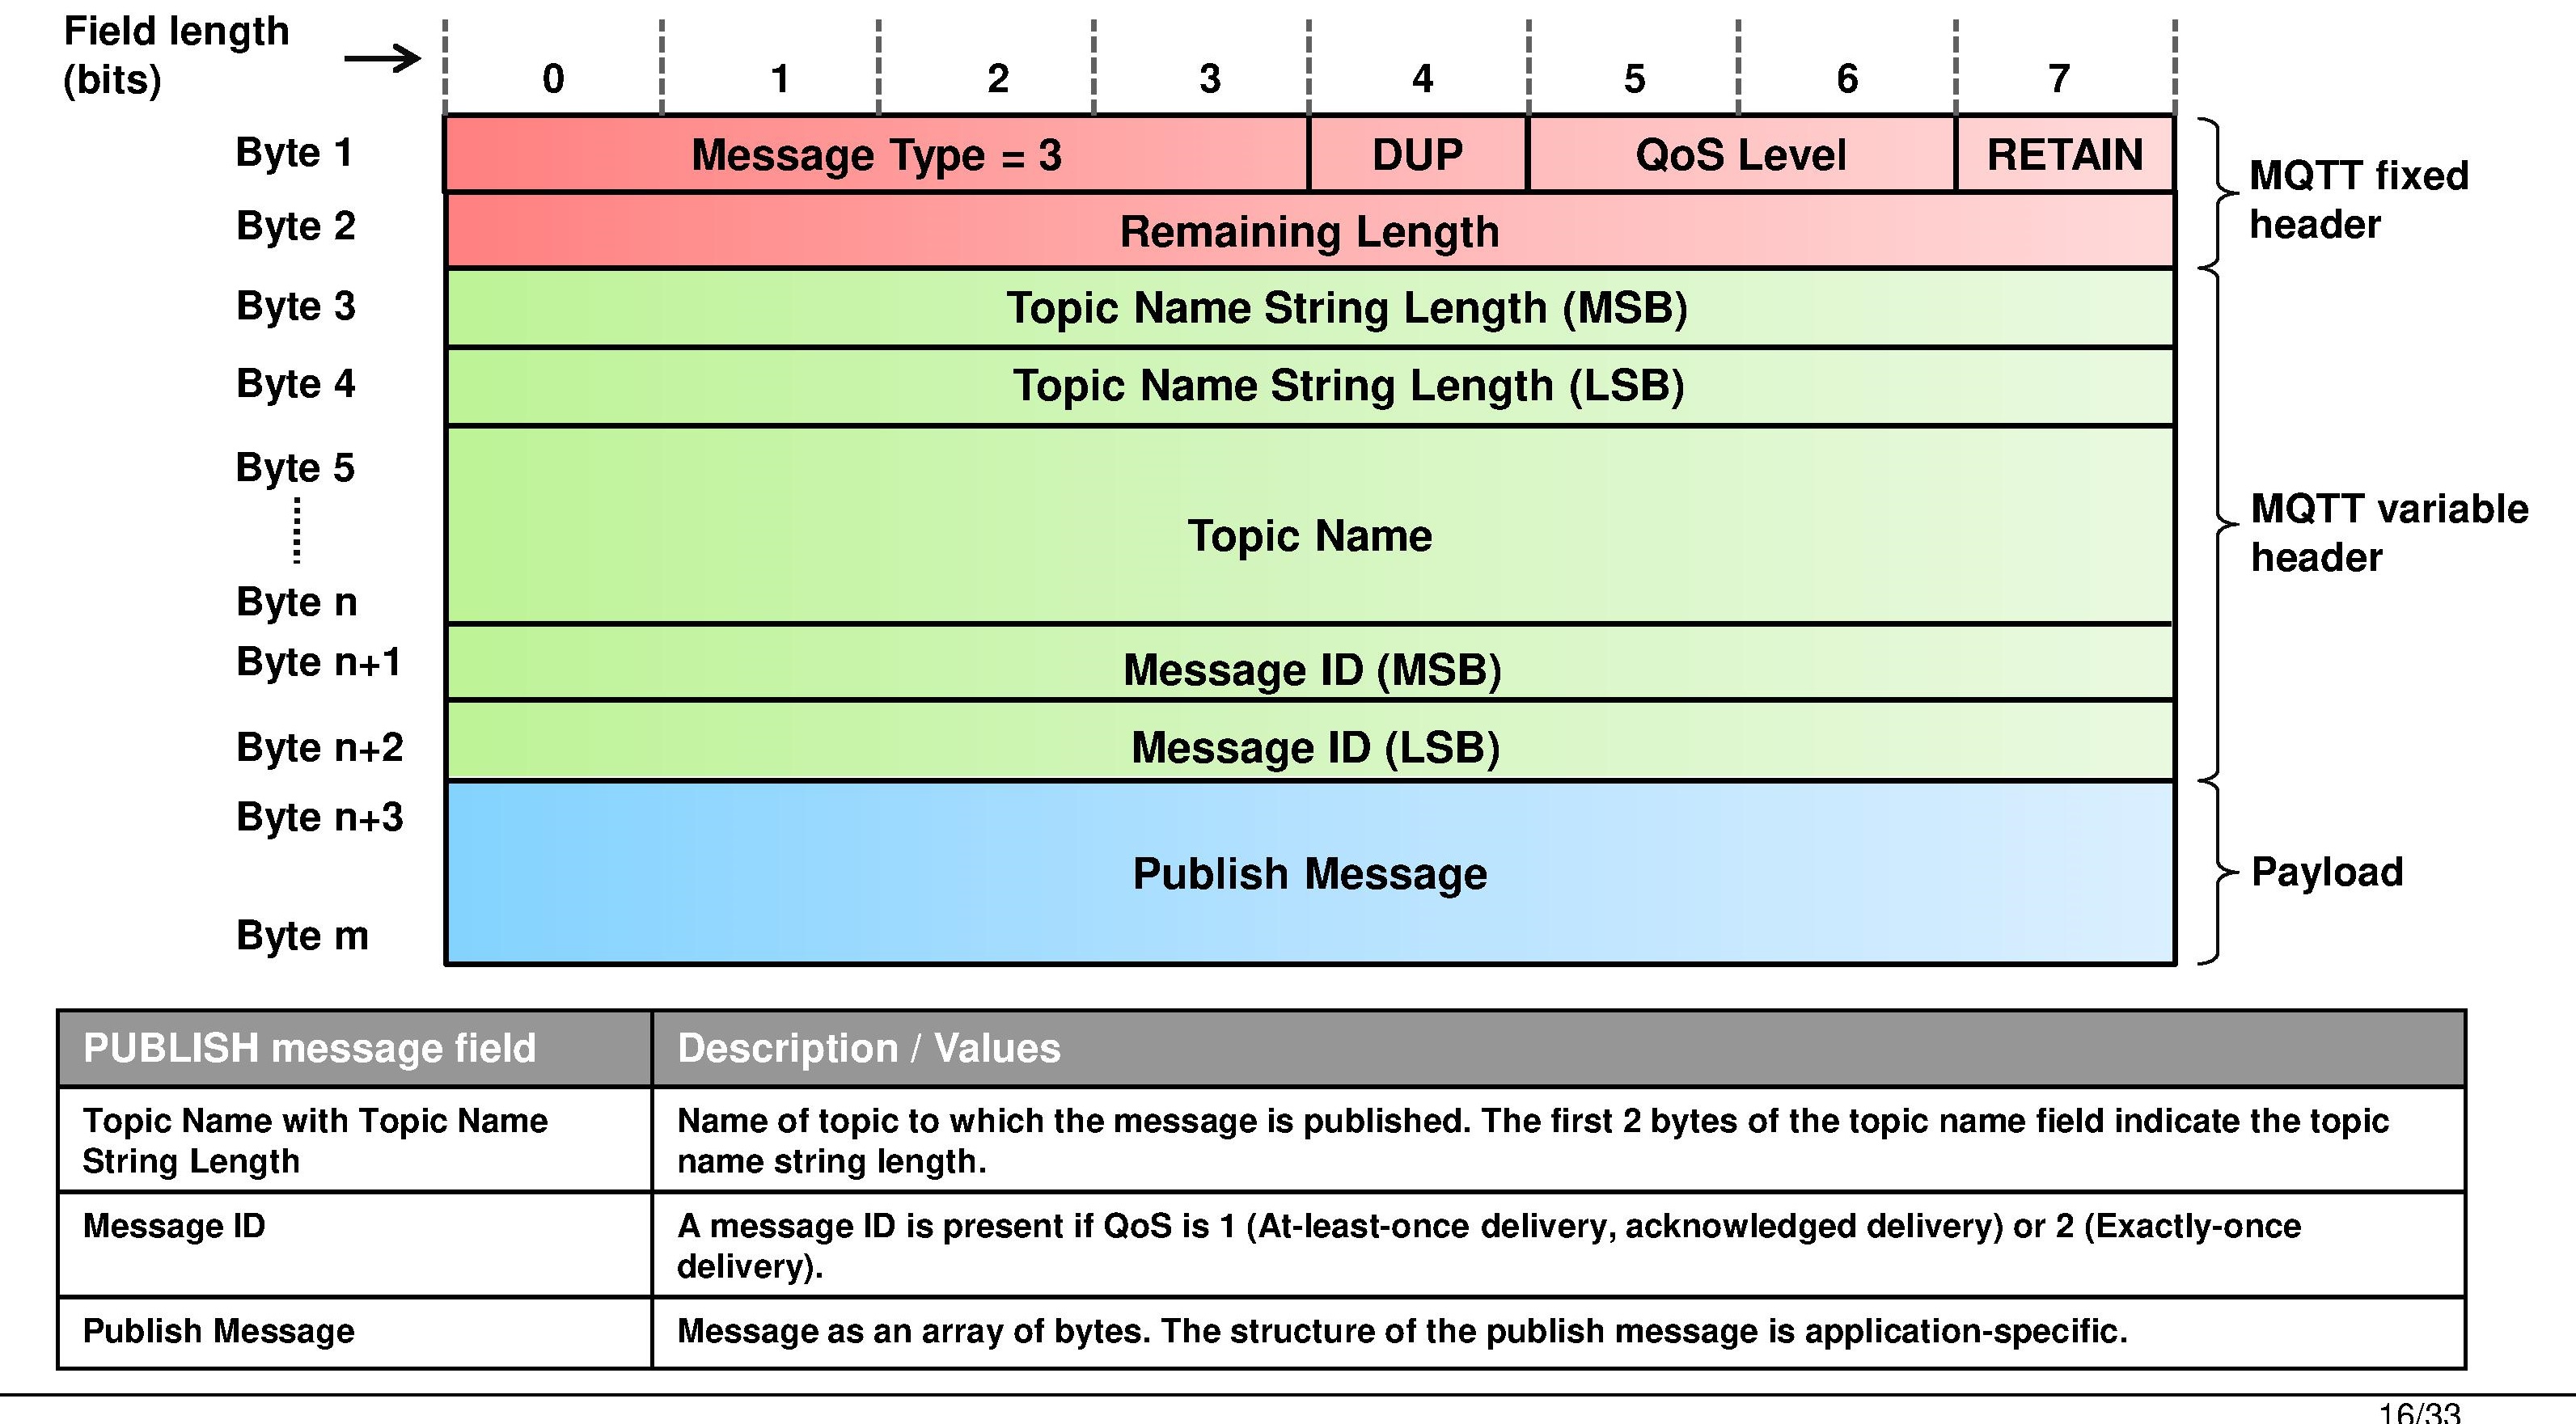 Field length
(bits)
0 1 2 3 4 5 6 7
Byte 1 Message Type = 3 DUP QoS Level RETAIN
MQTT fixed
header
Byte 2 Remaining Length
Byte 3 Topic Name String Length (MSB)
Byte 4 Topic Name String Length (LSB)
Byte 5
Topic Name
MQTT variable
header
Byte n
Byte n+1 Message ID (MSB)
Byte n+2 Message ID (LSB)
Byte n+3
Publish Message
Payload
Byte m
PUBLISH message field Description / Values
Topic Name with Topic Name
String Length
Name of topic to which the message is published. The first 2 bytes of the topic name field indicate the topic
name string length.
Message ID
A message ID is present if QoS is 1 (At-least-once delivery, acknowledged delivery) or 2 (Exactly-once
delivery).
Publish Message
Message as an array of bytes. The structure of the publish message is application-specific.
16/33